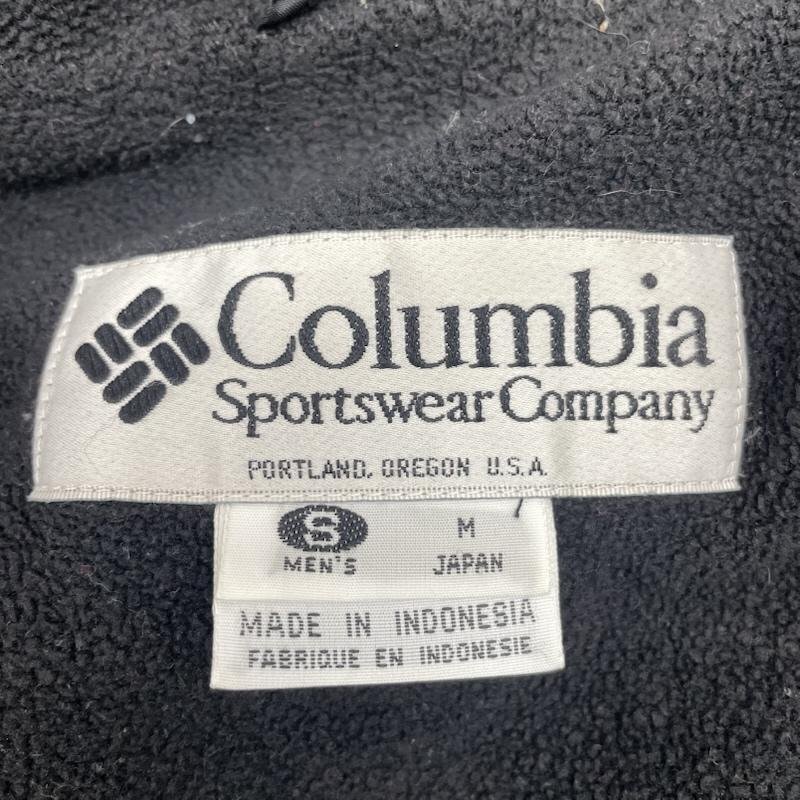 Columbia
Sportswear Company
PORTLAND, OREGON U.S.A.
S M
MEN'S JAPAN
MADE IN INDONESIA
FABRIQUE EN INDONESIE